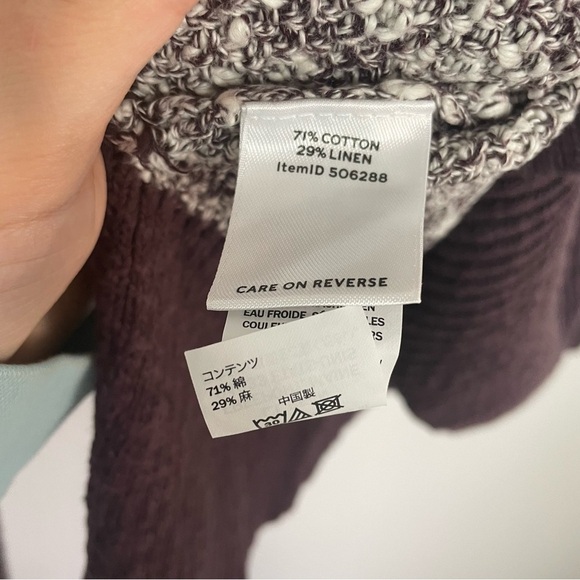 71% COTTON
29% LINEN
ItemID 506288
CARE ON REVERSE
EAU FROIDE
コンテンツ
71% 綿
29% 麻
中国製
30